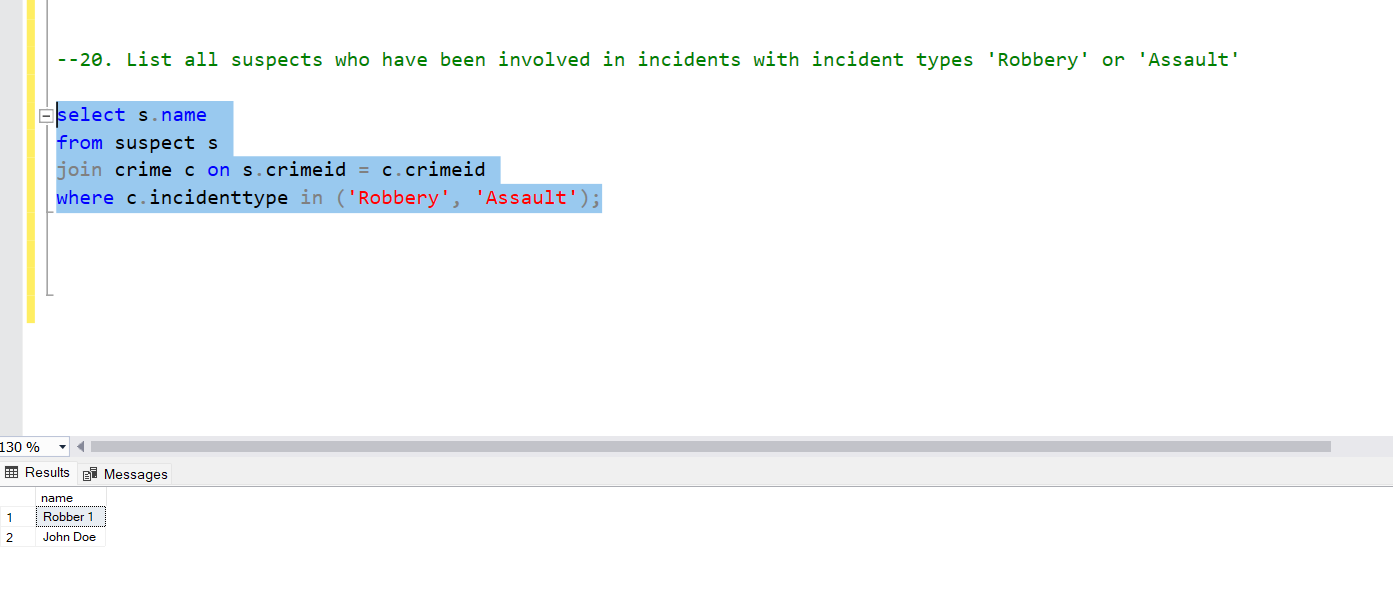 --20. List all suspects who have been involved in incidents with incident types 'Robbery' or 'Assault'
select s.name
from suspect s
join crime c on s.crimeid = c.crimeid
where c.incidenttype in ('Robbery', 'Assault');
130 %
Results Messages
name
1 Robber 1
2 John Doe